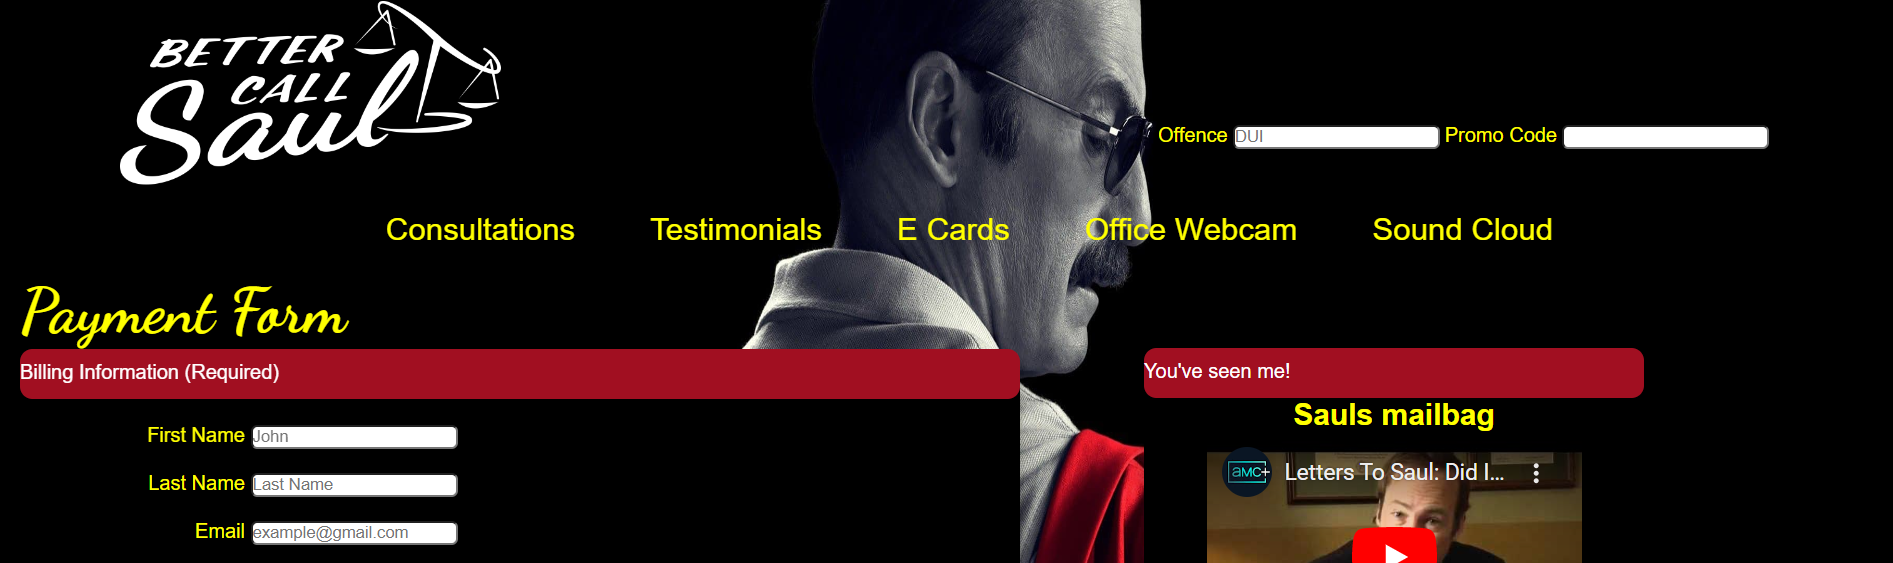 BETTER
CALL
Saul
Offence DUI Promo Code
Consultations Testimonials E Cards Office Webcam Sound Cloud
Payment Form
Billing Information (Required)
You've seen me!
Sauls mailbag
First Name John
Last Name Last Name
Email example@gmail.com
aMC+ Letters To Saul: Did I...